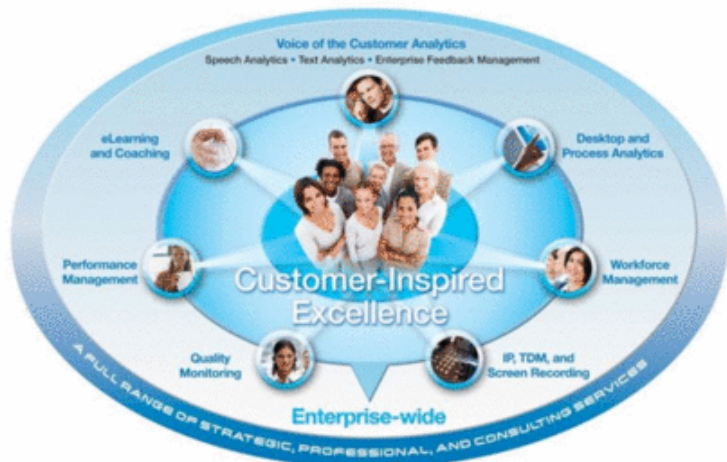 Voice of the Customer Analytics
Speech Analytics • Text Analytics • Enterprise Feedback Management
eLearning
and Coaching
Desktop and
Process Analytics
Performance
Management
Workforce
Management
Customer-Inspired
Excellence
Quality
Monitoring
IP, TDM, and
Screen Recording
Enterprise-wide
A FULL RANGE OF STRATEGIC, PROFESSIONAL, AND CONSULTING SERVICES